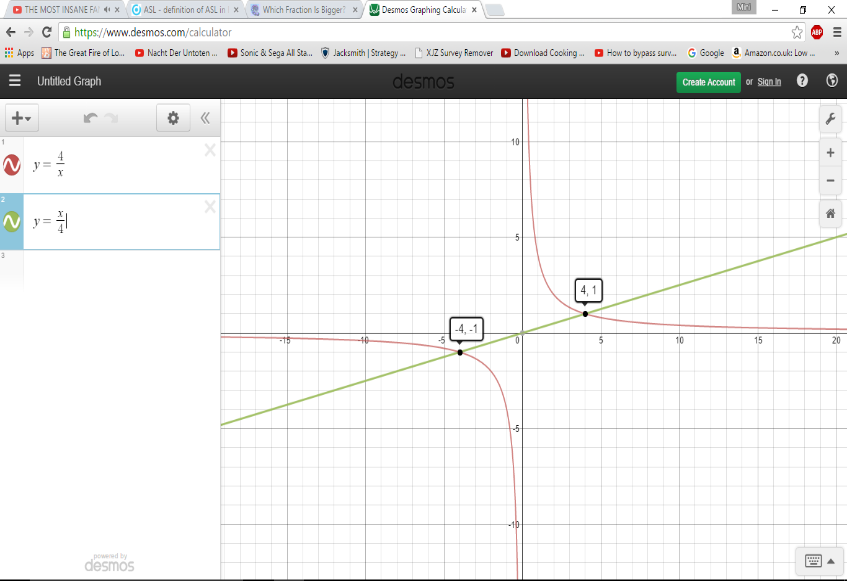 THE MOST INSANE FA
ASL - definition of ASL in
Which Fraction Is Bigger?
Desmos Graphing Calcula
https://www.desmos.com/calculator
ABP
Apps The Great Fire of Lo... Nacht Der Untoten ... Sonic & Sega All Sta... Jacksmith | Strategy ... XJZ Survey Remover Download Cooking ... How to bypass surv... Google Amazon.co.uk: Low ... »
Untitled Graph desmos Create Account or Sign In ?
1
y = 4/x
2
y = x/4
3
10
5
4, 1
-4, -1
-15 -10 -5 0 5 10 15 20
-5
-10
powered by
desmos